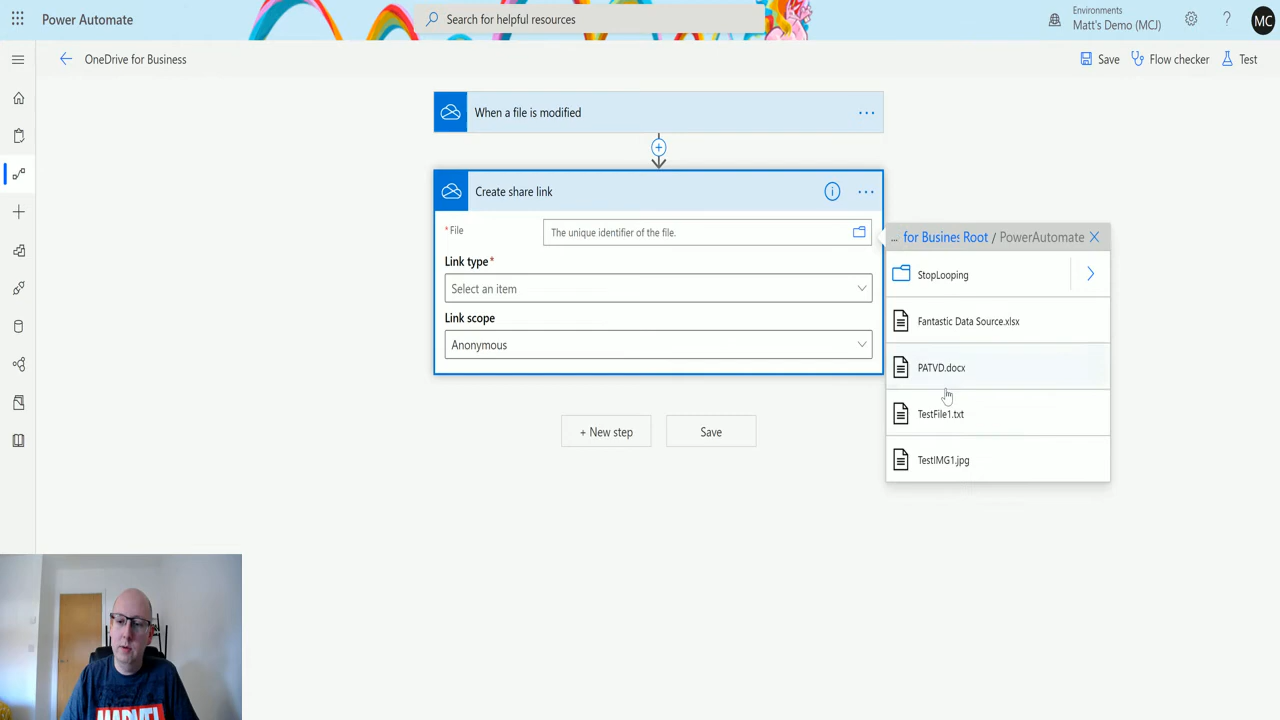 Power Automate
Search for helpful resources
Environments
Matt's Demo (MCJ)
?
MC
OneDrive for Business
Save
Flow checker
Test
When a file is modified
...
+
Create share link
...
* File
The unique identifier of the file.
Link type*
Select an item
Link scope
Anonymous
+ New step
Save
... for Busines Root / PowerAutomate
StopLooping
Fantastic Data Source.xlsx
PATVD.docx
TestFile1.txt
TestIMG1.jpg
MARVEL